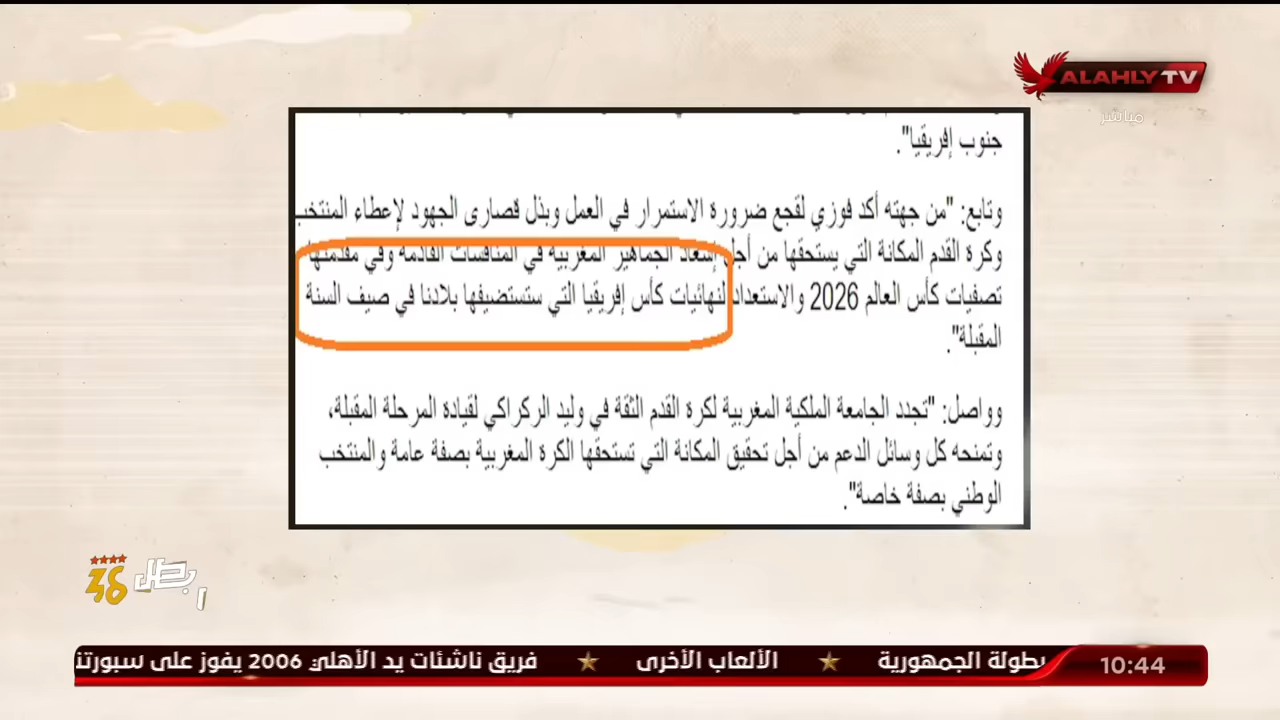 ALAHLY TV
مباشر
جنوب إفريقيا".
وتابع: "من جهته أكد فوزي لقجع ضرورة الاستمرار في العمل وبذل قصارى الجهود لإعطاء المنتخب
وكرة القدم المكانة التي يستحقها من أجل إسعاد الجماهير المغربية في المنافسات القادمة وفي مقدمتها
تصفيات كأس العالم 2026 والاستعداد لنهائيات كأس إفريقيا التي ستستضيفها بلادنا في صيف السنة
المقبلة".
وواصل: "تجدد الجامعة الملكية المغربية لكرة القدم الثقة في وليد الركراكي لقيادة المرحلة المقبلة،
وتمنحه كل وسائل الدعم من أجل تحقيق المكانة التي تستحقها الكرة المغربية بصفة عامة والمنتخب
الوطني بصفة خاصة".
10:44
بطولة الجمهورية ★ الألعاب الأخرى ★ فريق ناشئات يد الأهلي 2006 يفوز على